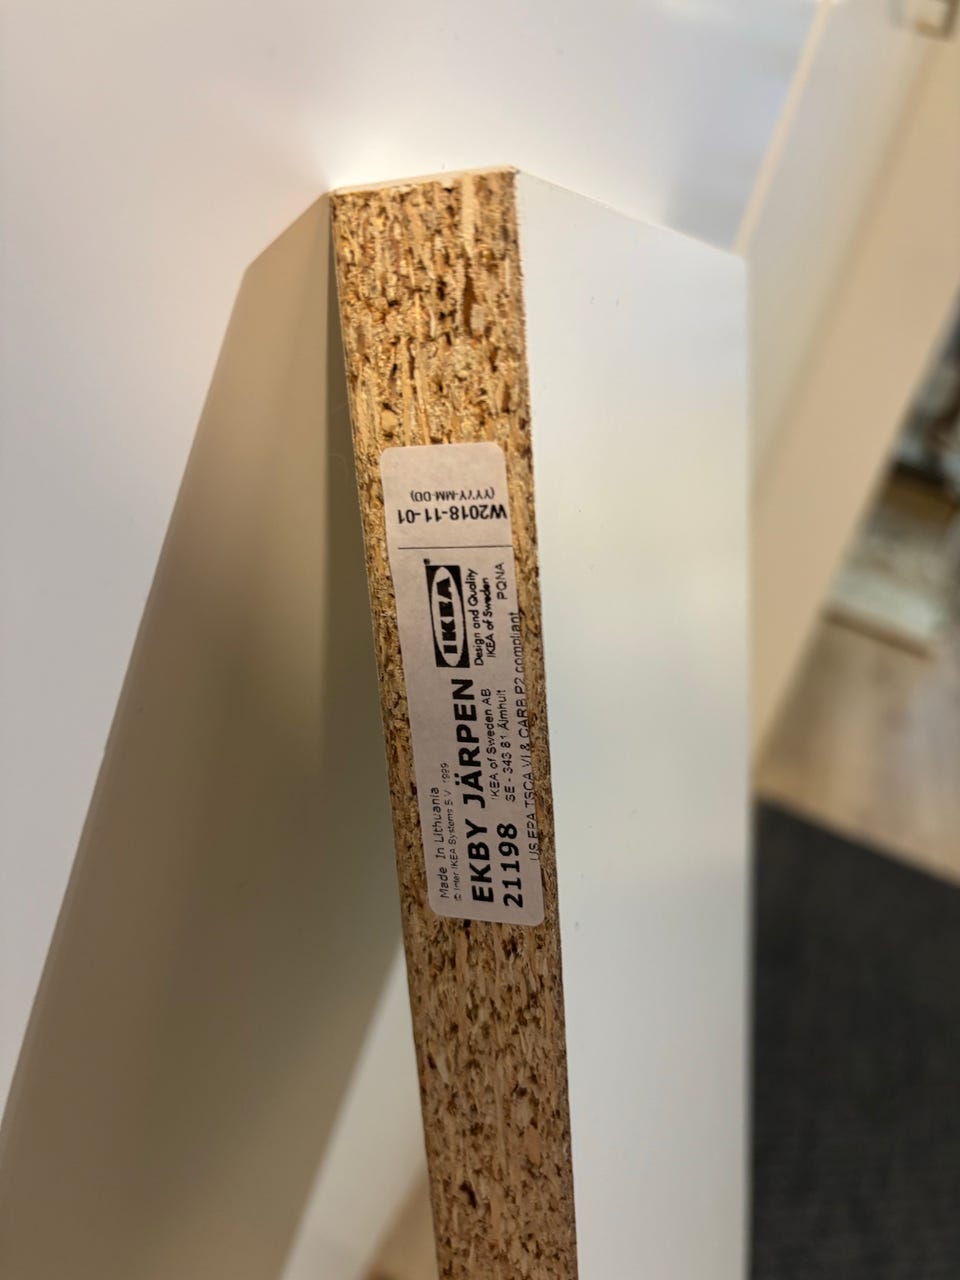 Made In Lithuania
© Inter IKEA Systems B.V. 1999
EKBY JÄRPEN
21198
IKEA of Sweden AB
SE - 343 81 Älmhult
IKEA
Design and Quality
IKEA of Sweden
PQNA
US EPA TSCA VI & CARB P2 compliant
W2018-11-01
(YYYY-MM-DD)